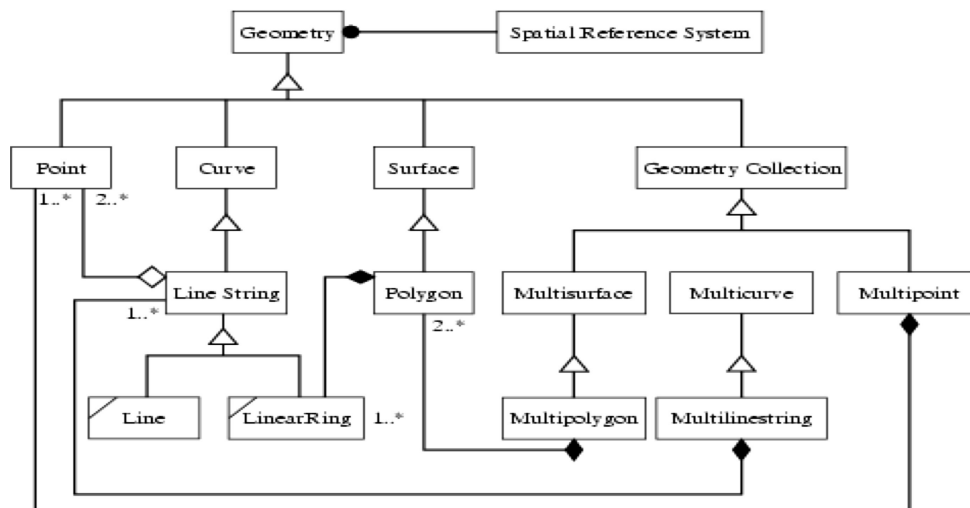 Geometry
Spatial Reference System
Point
Curve
Surface
Geometry Collection
1..*
2..*
Line String
Polygon
Multisurface
Multicurve
Multipoint
1..*
2..*
Line
LinearRing
1..*
Multipolygon
Multilinestring